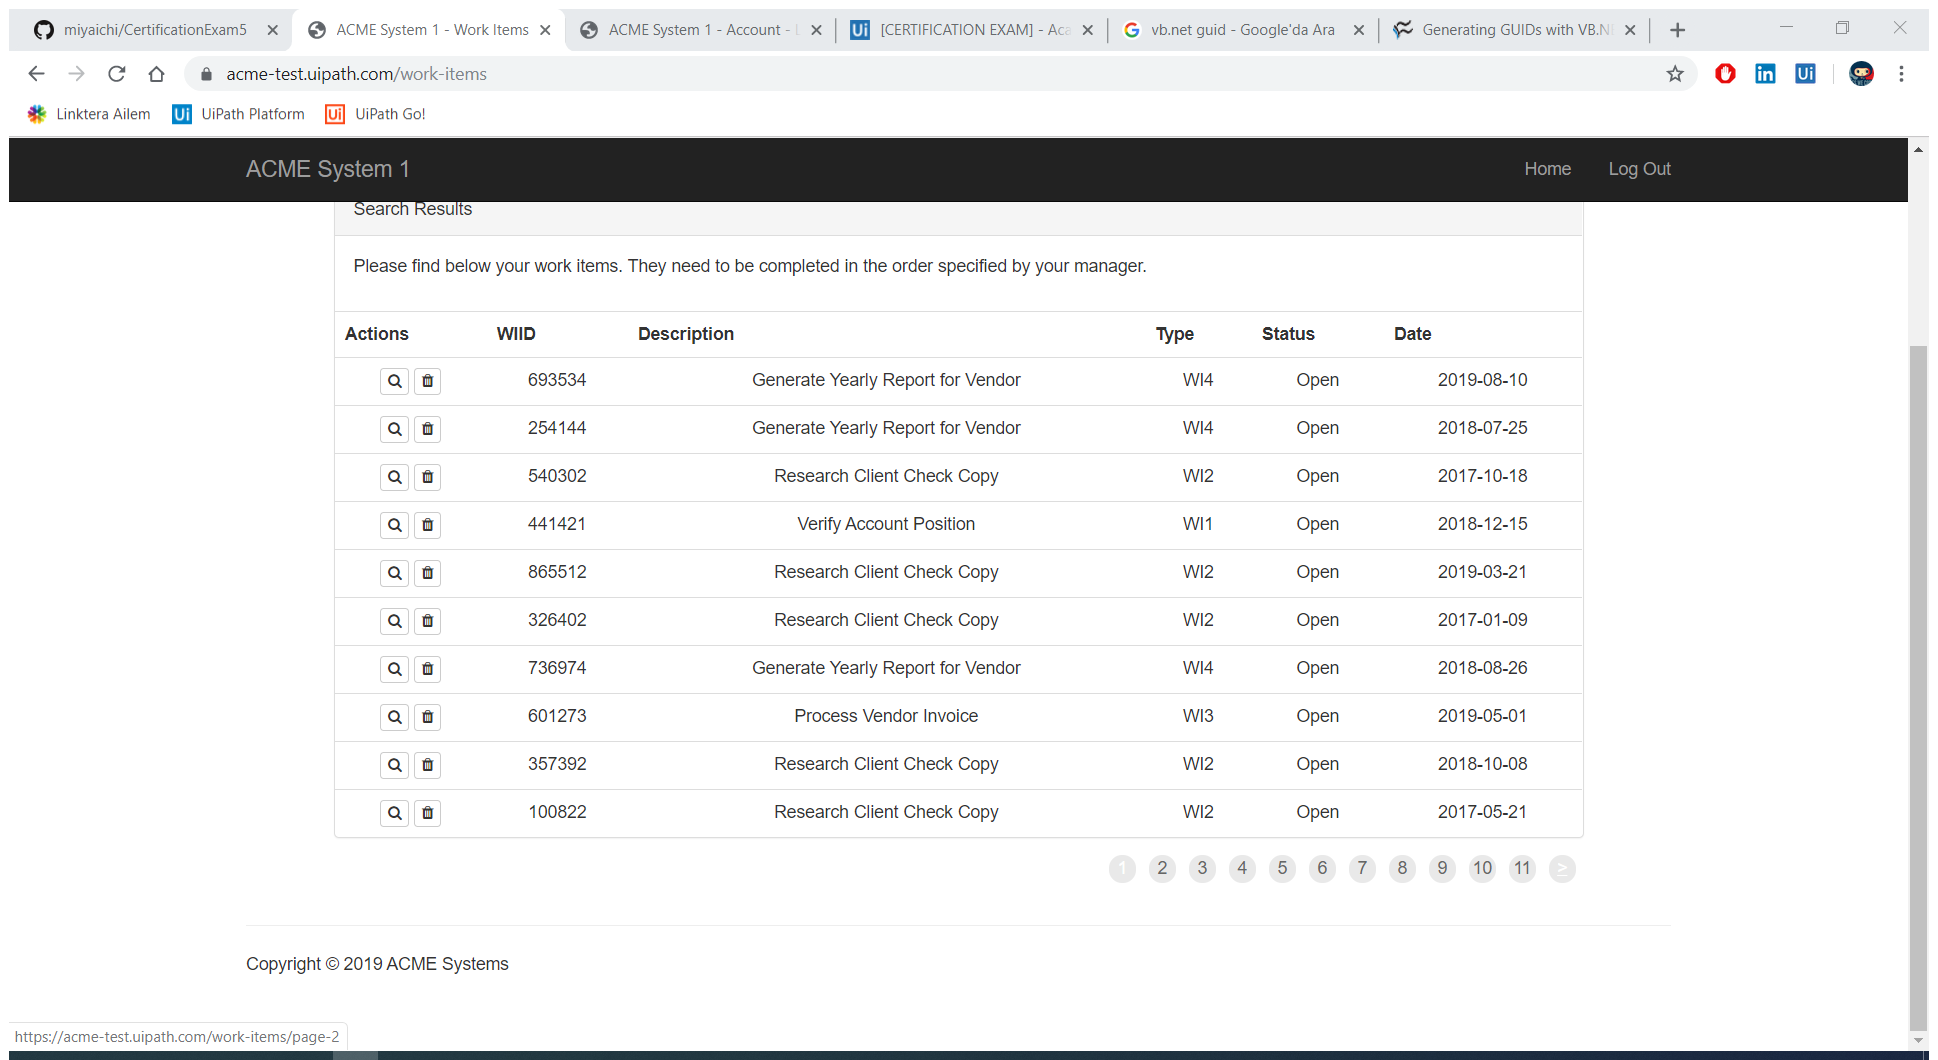 miyaichi/CertificationExam5
ACME System 1 - Work Items
ACME System 1 - Account -
[CERTIFICATION EXAM] - Aca
vb.net guid - Google'da Ara
Generating GUIDs with VB.N
acme-test.uipath.com/work-items
Linktera Ailem
Ui UiPath Platform
Ui UiPath Go!
ACME System 1
Home
Log Out
Search Results
Please find below your work items. They need to be completed in the order specified by your manager.
Actions WIID Description Type Status Date
693534 Generate Yearly Report for Vendor WI4 Open 2019-08-10
254144 Generate Yearly Report for Vendor WI4 Open 2018-07-25
540302 Research Client Check Copy WI2 Open 2017-10-18
441421 Verify Account Position WI1 Open 2018-12-15
865512 Research Client Check Copy WI2 Open 2019-03-21
326402 Research Client Check Copy WI2 Open 2017-01-09
736974 Generate Yearly Report for Vendor WI4 Open 2018-08-26
601273 Process Vendor Invoice WI3 Open 2019-05-01
357392 Research Client Check Copy WI2 Open 2018-10-08
100822 Research Client Check Copy WI2 Open 2017-05-21
1 2 3 4 5 6 7 8 9 10 11 >
Copyright © 2019 ACME Systems
https://acme-test.uipath.com/work-items/page-2